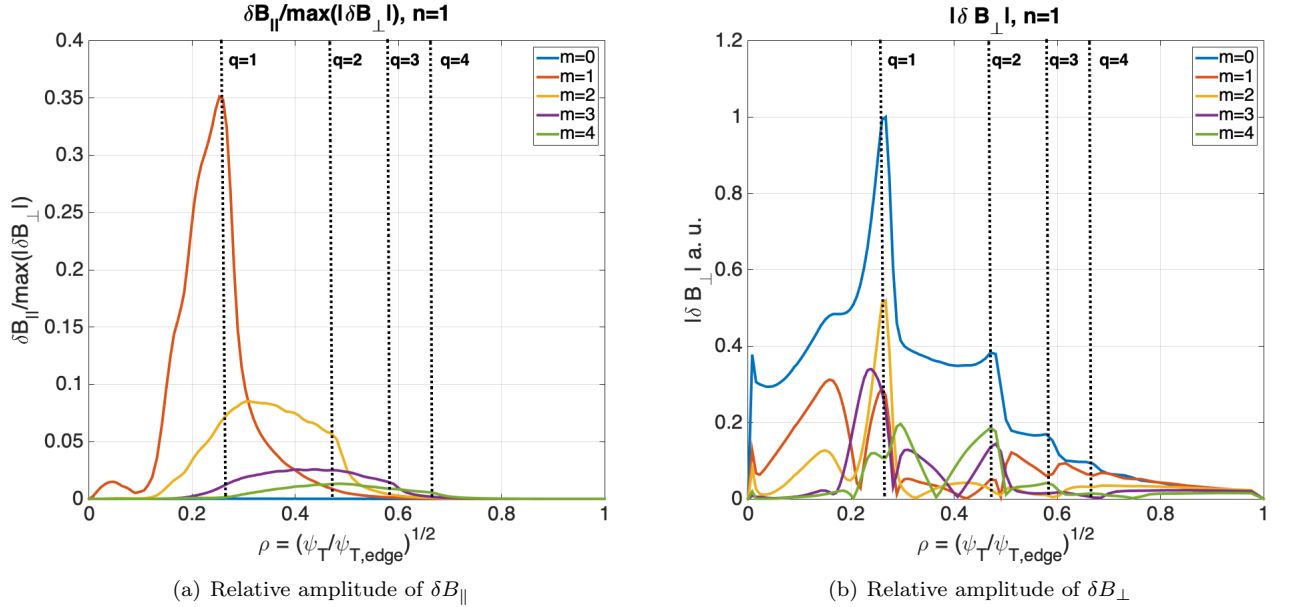 δB||/max(|δB⊥|), n=1
δB||/max(|δB⊥|)
0.4
0.35
0.3
0.25
0.2
0.15
0.1
0.05
0
q=1
q=2
q=3
q=4
m=0
m=1
m=2
m=3
m=4
0
0.2
0.4
0.6
0.8
1
ρ = (ψT/ψT,edge)1/2
(a) Relative amplitude of δB∥
|δ B⊥|, n=1
|δ B⊥| a. u.
1.2
1
0.8
0.6
0.4
0.2
0
q=1
q=2
q=3
q=4
m=0
m=1
m=2
m=3
m=4
0
0.2
0.4
0.6
0.8
1
ρ = (ψT/ψT,edge)1/2
(b) Relative amplitude of δB⊥